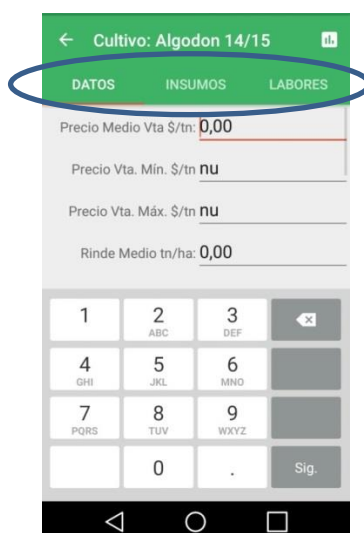 Cultivo: Algodon 14/15
DATOS INSUMOS LABORES
Precio Medio Vta $/tn: 0,00
Precio Vta. Mín. $/tn nu
Precio Vta. Máx. $/tn nu
Rinde Medio tn/ha: 0,00
1 2 3
ABC DEF
4 5 6
GHI JKL MNO
7 8 9
PQRS TUV WXYZ
0 . Sig.